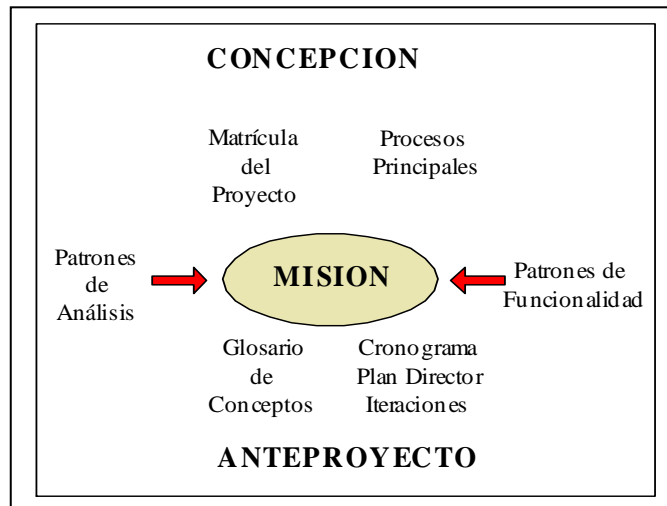 CONCEPCION
Matrícula
del
Proyecto
Procesos
Principales
Patrones
de
Análisis
MISION
Patrones de
Funcionalidad
Glosario
de
Conceptos
Cronograma
Plan Director
Iteraciones
ANTEPROYECTO